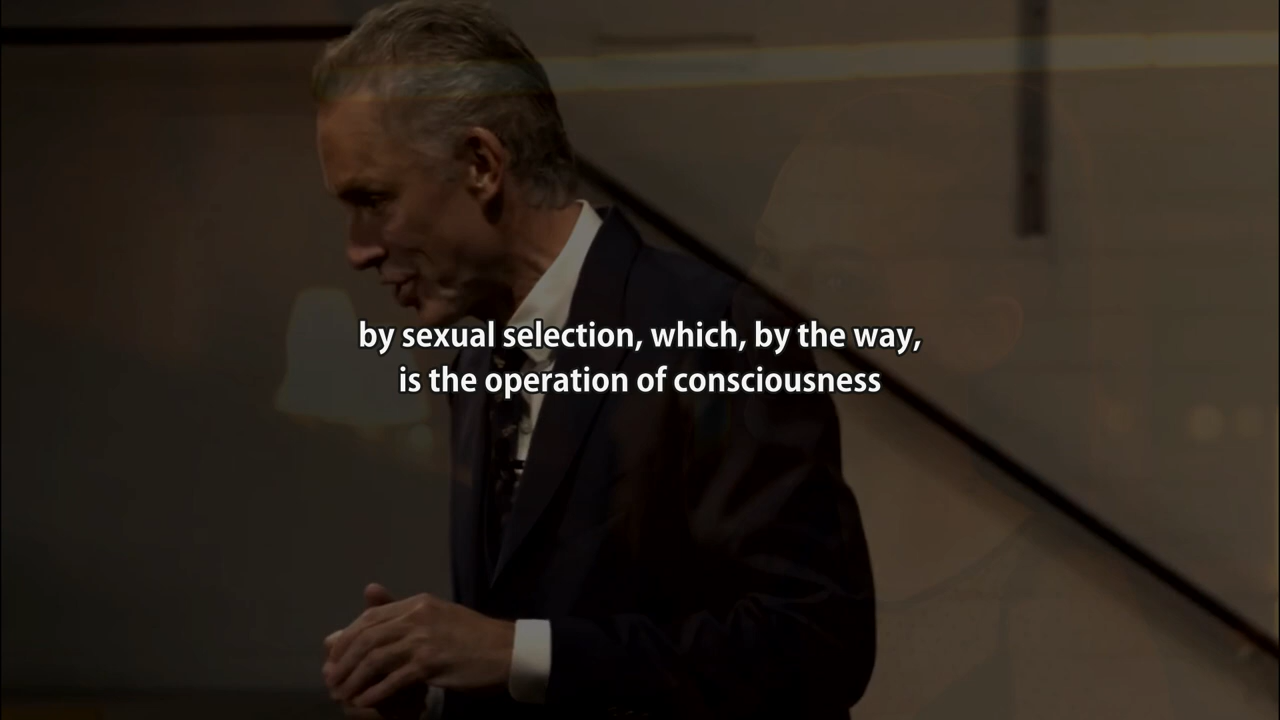 by sexual selection, which, by the way,
is the operation of consciousness